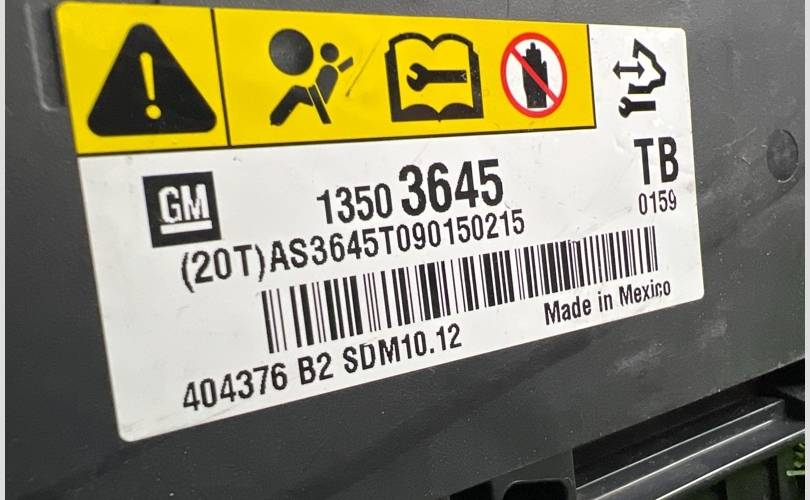 GM
1350 3645
TB
0159
(20T)AS3645T090150215
Made in Mexico
404376 B2 SDM10.12